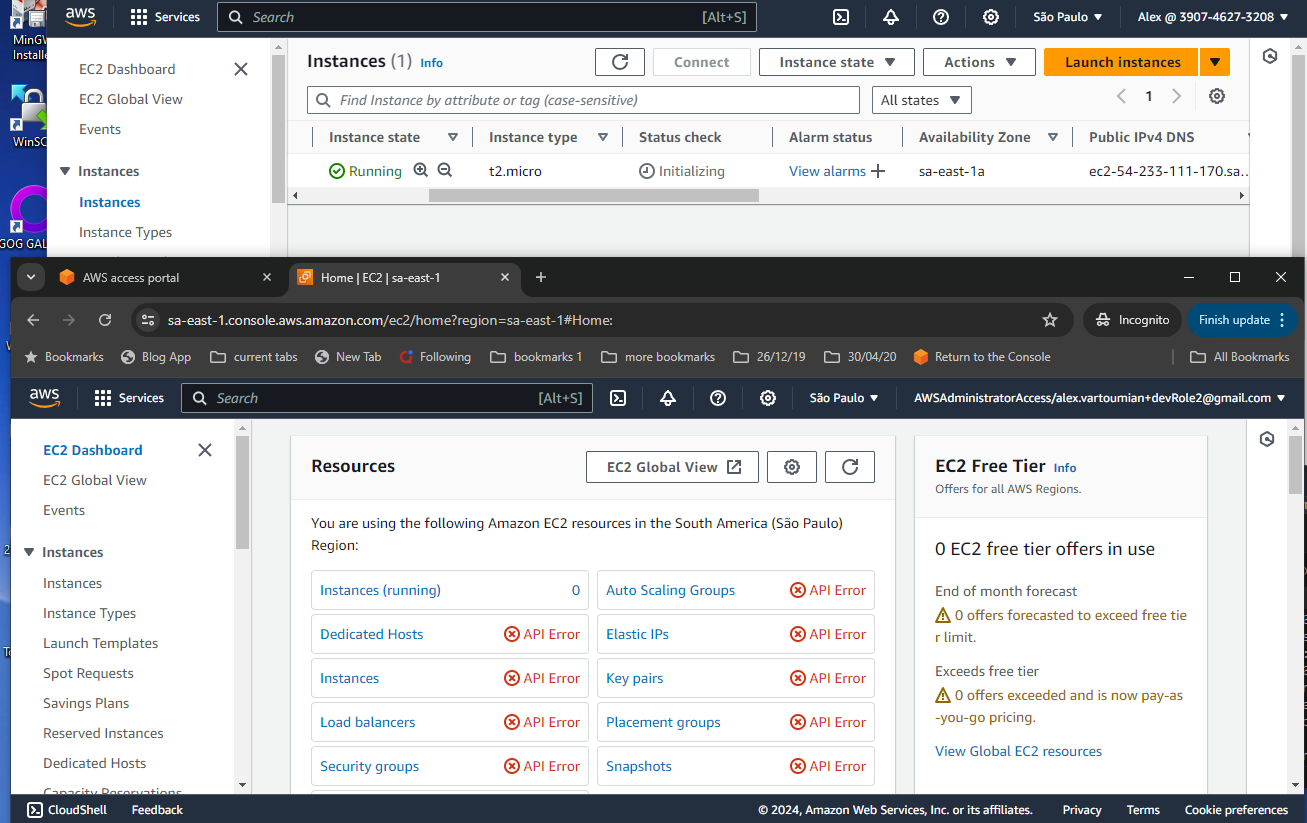 MinGW
Installe
WinSC
GOG GAL
aws
Services
Search
[Alt+S]
São Paulo
Alex @ 3907-4627-3208
EC2 Dashboard
EC2 Global View
Events
Instances
Instances
Instance Types
Instances (1) Info
Connect
Instance state
Actions
Launch instances
Find Instance by attribute or tag (case-sensitive)
All states
1
Instance state
Instance type
Status check
Alarm status
Availability Zone
Public IPv4 DNS
Running
t2.micro
Initializing
View alarms
sa-east-1a
ec2-54-233-111-170.sa...
AWS access portal
Home | EC2 | sa-east-1
sa-east-1.console.aws.amazon.com/ec2/home?region=sa-east-1#Home:
Incognito
Finish update
Bookmarks
Blog App
current tabs
New Tab
Following
bookmarks 1
more bookmarks
26/12/19
30/04/20
Return to the Console
All Bookmarks
aws
Services
Search
[Alt+S]
São Paulo
AWSAdministratorAccess/alex.vartoumian+devRole2@gmail.com
EC2 Dashboard
EC2 Global View
Events
Instances
Instances
Instance Types
Launch Templates
Spot Requests
Savings Plans
Reserved Instances
Dedicated Hosts
Capacity Reservations
Resources
EC2 Global View
You are using the following Amazon EC2 resources in the South America (São Paulo)
Region:
Instances (running) 0
Auto Scaling Groups API Error
Dedicated Hosts API Error
Elastic IPs API Error
Instances API Error
Key pairs API Error
Load balancers API Error
Placement groups API Error
Security groups API Error
Snapshots API Error
EC2 Free Tier Info
Offers for all AWS Regions.
0 EC2 free tier offers in use
End of month forecast
0 offers forecasted to exceed free tie
r limit.
Exceeds free tier
0 offers exceeded and is now pay-as
-you-go pricing.
View Global EC2 resources
CloudShell
Feedback
© 2024, Amazon Web Services, Inc. or its affiliates.
Privacy
Terms
Cookie preferences